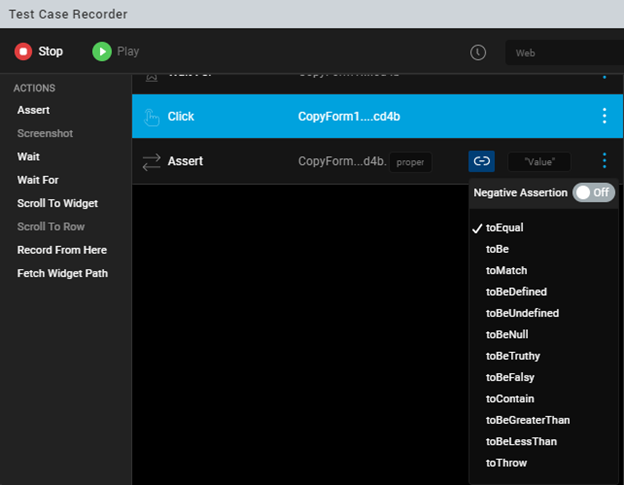 Test Case Recorder
Stop Play Web
ACTIONS
Assert
Screenshot
Wait
Wait For
Scroll To Widget
Scroll To Row
Record From Here
Fetch Widget Path
Wait For
Click CopyForm1....cd4b
Assert CopyForm...d4b. proper "Value"
Negative Assertion Off
toEqual
toBe
toMatch
toBeDefined
toBeUndefined
toBeNull
toBeTruthy
toBeFalsy
toContain
toBeGreaterThan
toBeLessThan
toThrow